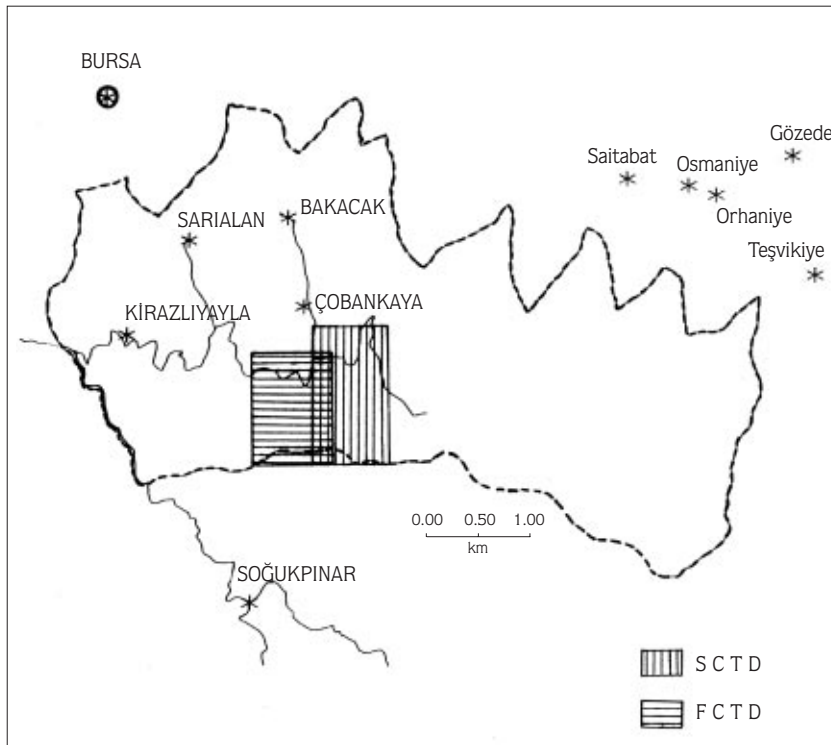 BURSA
Gözede
Saitabat
Osmaniye
Orhaniye
BAKACAK
SARIALAN
Teşvikiye
ÇOBANKAYA
KİRAZLIYAYLA
0.00 0.50 1.00
km
SOĞUKPINAR
S C T D
F C T D